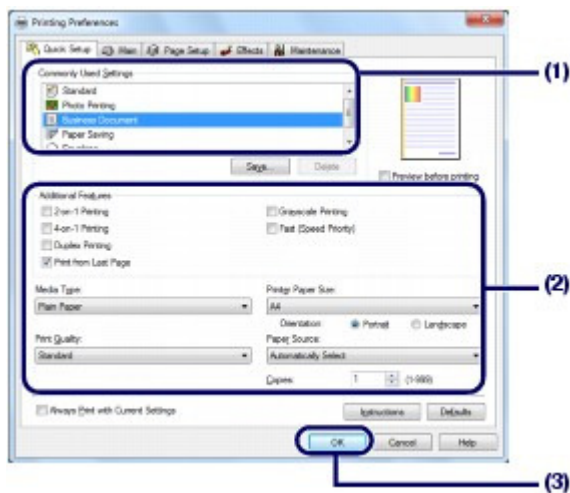 Printing Preferences
Quick Setup Main Page Setup Effects Maintenance
Commonly Used Settings
(1)
Standard
Photo Printing
Business Document
Paper Saving
Envelope
Save... Delete
Preview before printing
Additional Features
2-on-1 Printing
Grayscale Printing
4-on-1 Printing
Fast (Speed Priority)
Duplex Printing
Print from Last Page
(2)
Media Type:
Printer Paper Size:
Plain Paper
A4
Orientation: Portrait Landscape
Print Quality:
Paper Source:
Standard
Automatically Select
Copies: 1 (1-999)
Always Print with Current Settings
Instructions Defaults
OK Cancel Help
(3)